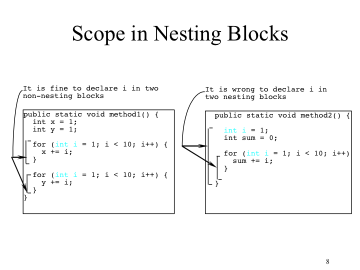 Scope in Nesting Blocks
It is fine to declare i in two
non-nesting blocks
public static void method1() {
int x = 1;
int y = 1;
for (int i = 1; i < 10; i++) {
x += i;
}
for (int i = 1; i < 10; i++) {
y += i;
}
}
It is wrong to declare i in
two nesting blocks
public static void method2() {
int i = 1;
int sum = 0;
for (int i = 1; i < 10; i++)
sum += i;
}
}
8